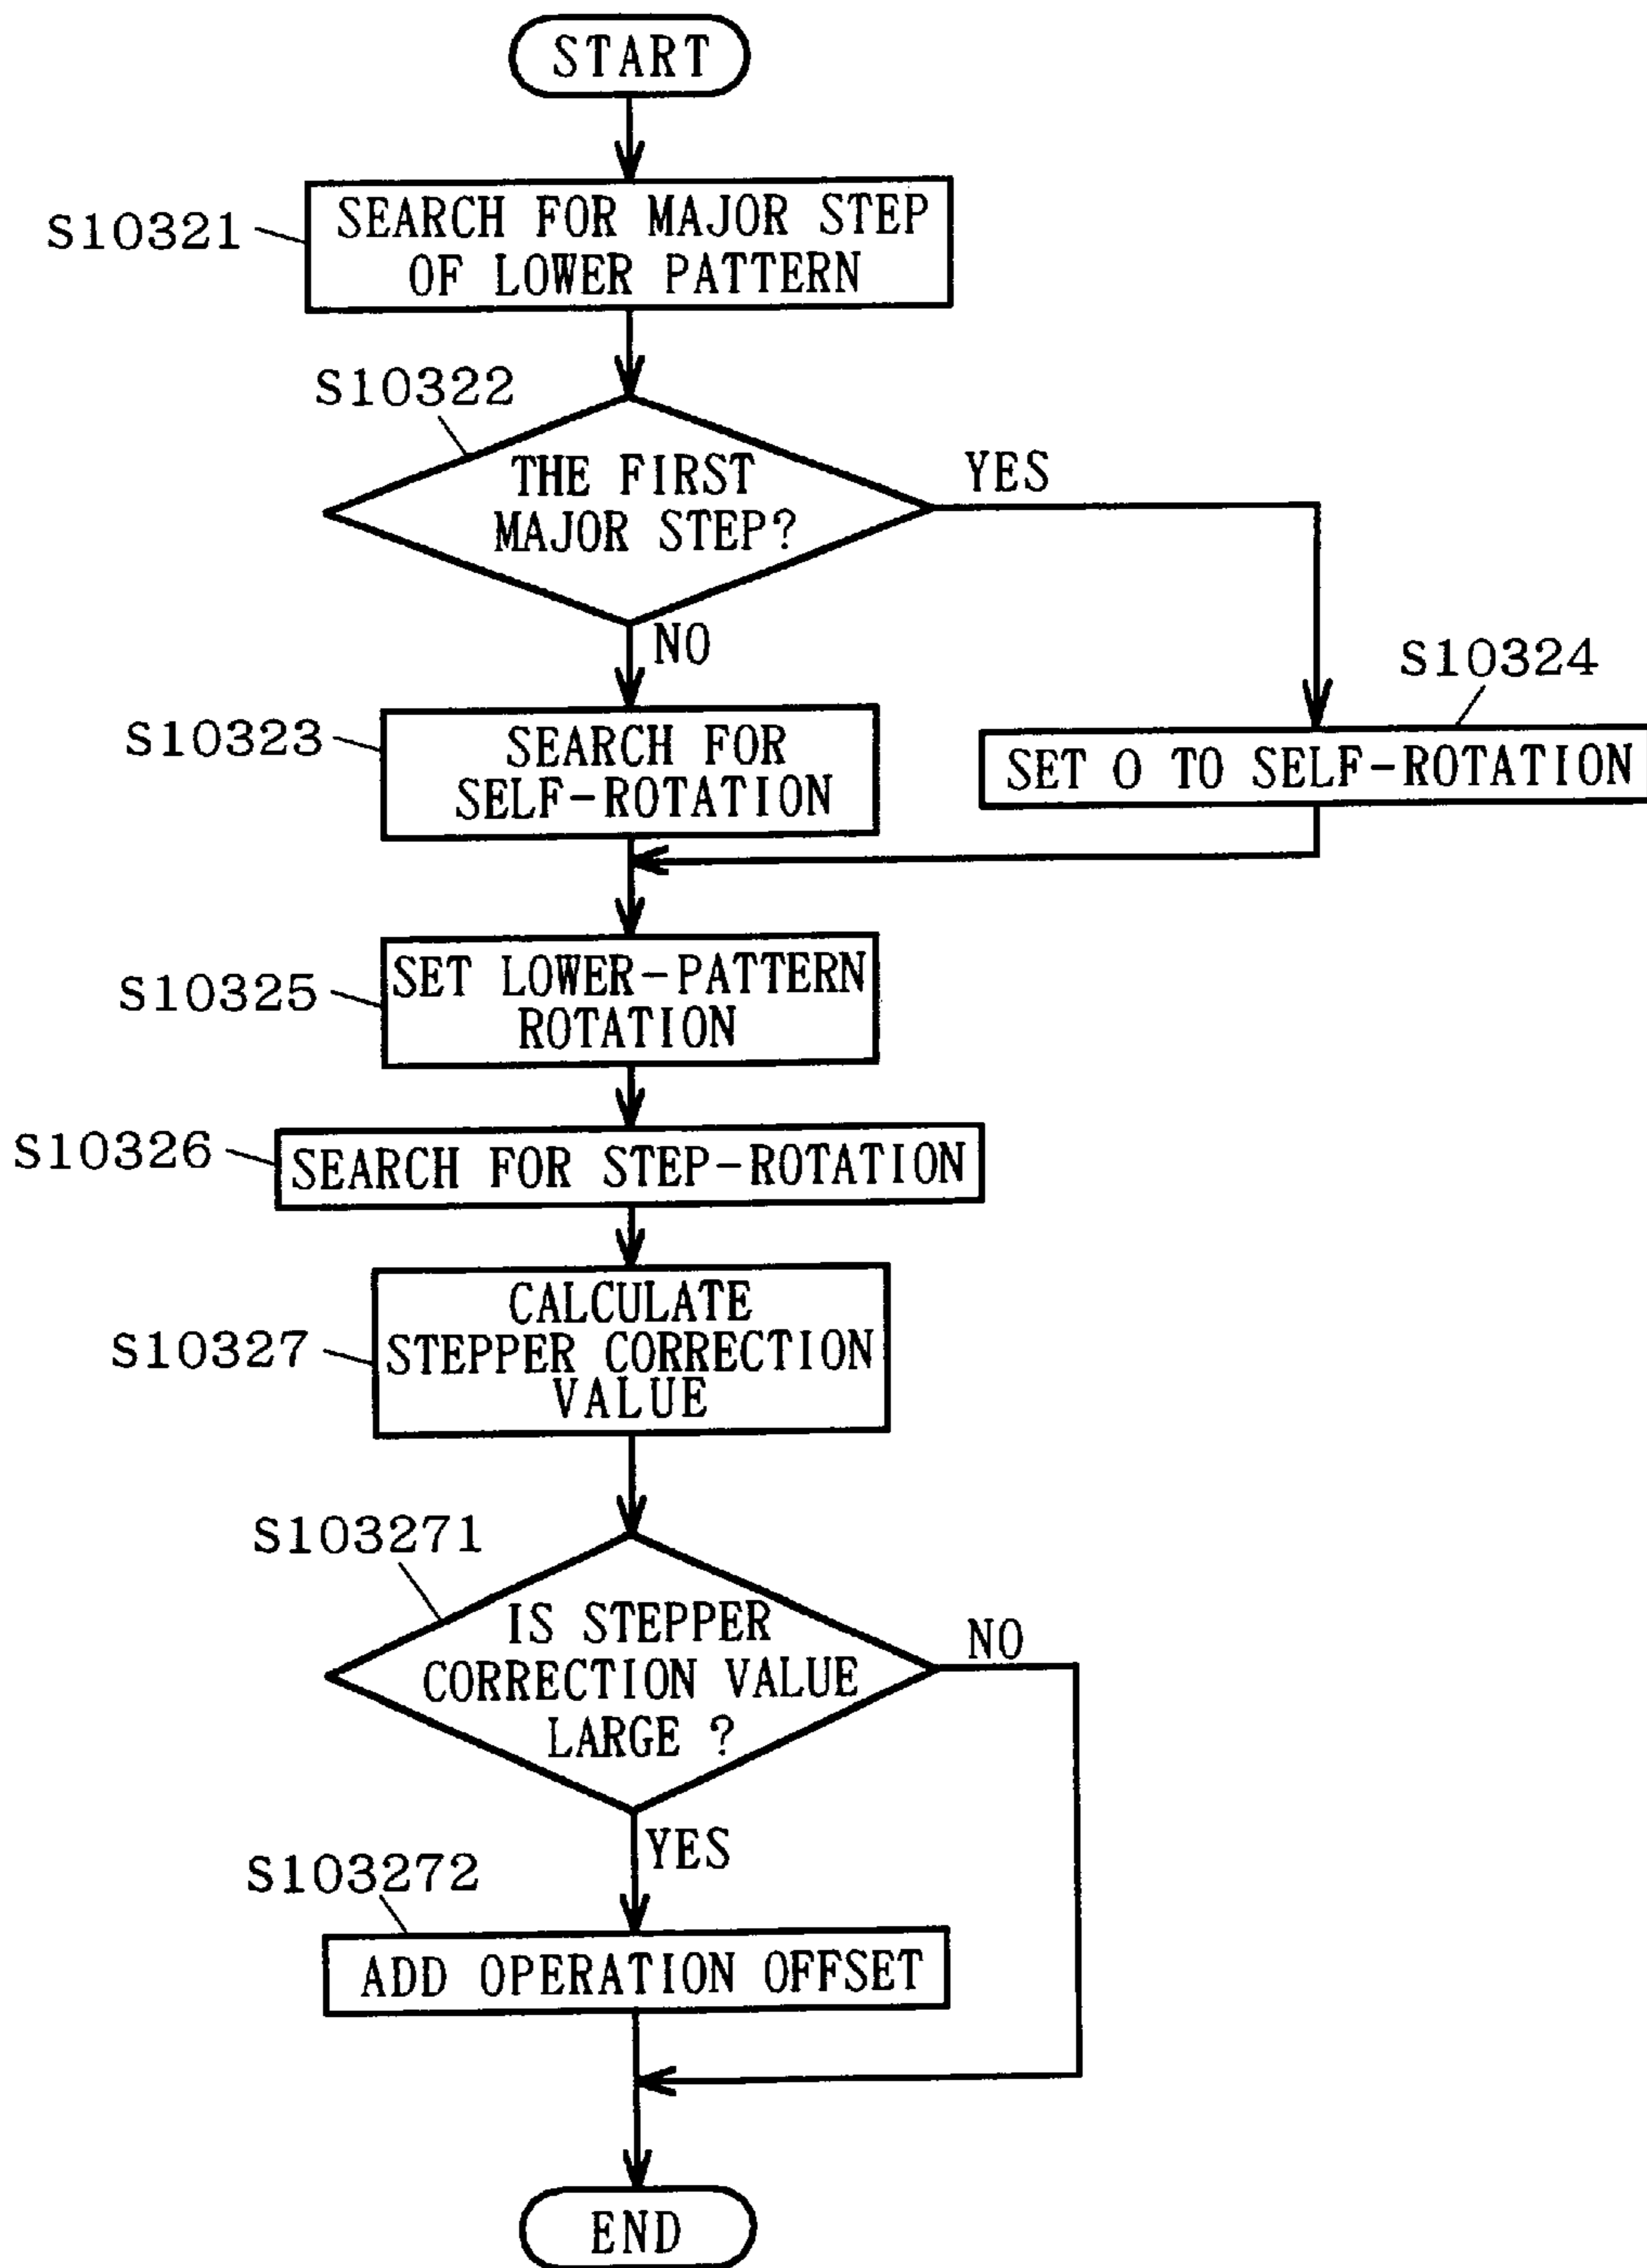 START
S10321
SEARCH FOR MAJOR STEP
OF LOWER PATTERN
S10322
THE FIRST
MAJOR STEP?
YES
NO
S10324
S10323
SEARCH FOR
SELF-ROTATION
SET 0 TO SELF-ROTATION
S10325
SET LOWER-PATTERN
ROTATION
S10326
SEARCH FOR STEP-ROTATION
S10327
CALCULATE
STEPPER CORRECTION
VALUE
S103271
IS STEPPER
CORRECTION VALUE
LARGE ?
NO
YES
S103272
ADD OPERATION OFFSET
END